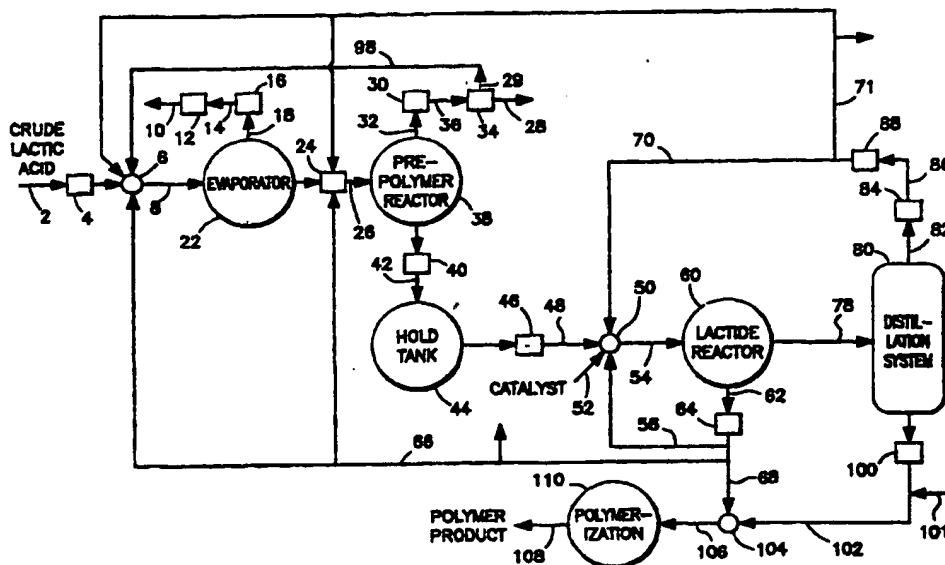 98
71
16
30
29
10
12
14
18
32
36
34
28
CRUDE
LACTIC
ACID
6
24
70
88
86
2
4
8
EVAPORATOR
PRE-
POLYMER
REACTOR
84
22
26
38
80
82
42
40
60
50
78
HOLD
TANK
46
48
LACTIDE
REACTOR
DISTIL-
LATION
SYSTEM
CATALYST
52
54
62
44
64
56
66
100
68
110
POLYMER
PRODUCT
POLYMER-
IZATION
101
108
106
104
102